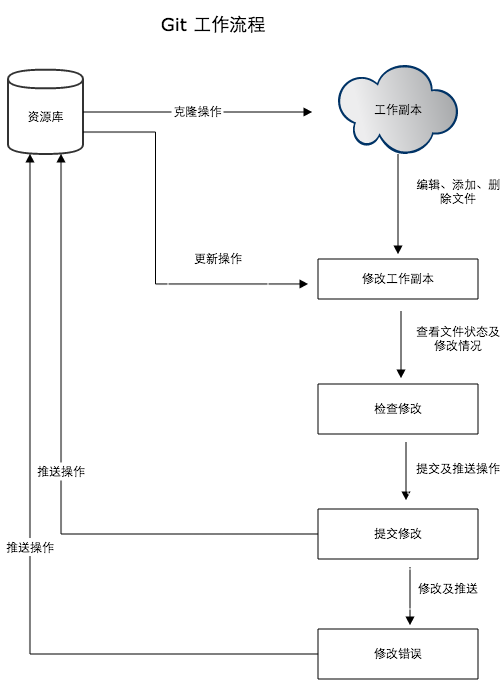 Git 工作流程
资源库
克隆操作
工作副本
编辑、添加、删
除文件
更新操作
修改工作副本
查看文件状态及
修改情况
检查修改
推送操作
提交及推送操作
提交修改
推送操作
修改及推送
修改错误